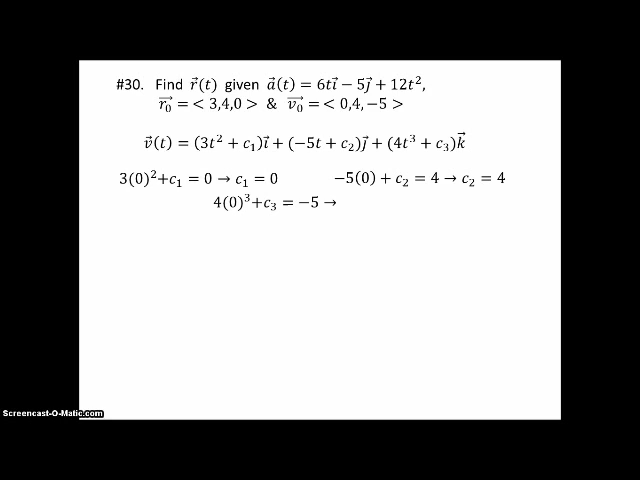 #30. Find r⃗(t) given a⃗(t) = 6ti⃗ − 5j⃗ + 12t²,
r₀⃗ = < 3,4,0 > & v₀⃗ = < 0,4, −5 >
v⃗(t) = (3t² + c₁)i⃗ + (−5t + c₂)j⃗ + (4t³ + c₃)k⃗
3(0)²+c₁ = 0 → c₁ = 0 −5(0) + c₂ = 4 → c₂ = 4
4(0)³+c₃ = −5 →
Screencast-O-Matic.com